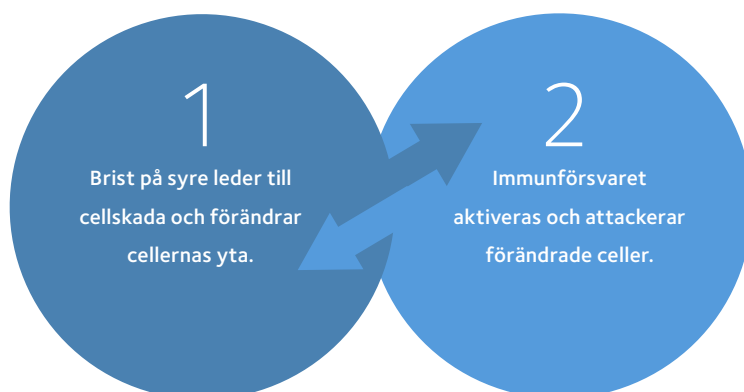 1
Brist på syre leder till
cellskada och förändrar
cellernas yta.
2
Immunförsvaret
aktiveras och attackerar
förändrade celler.